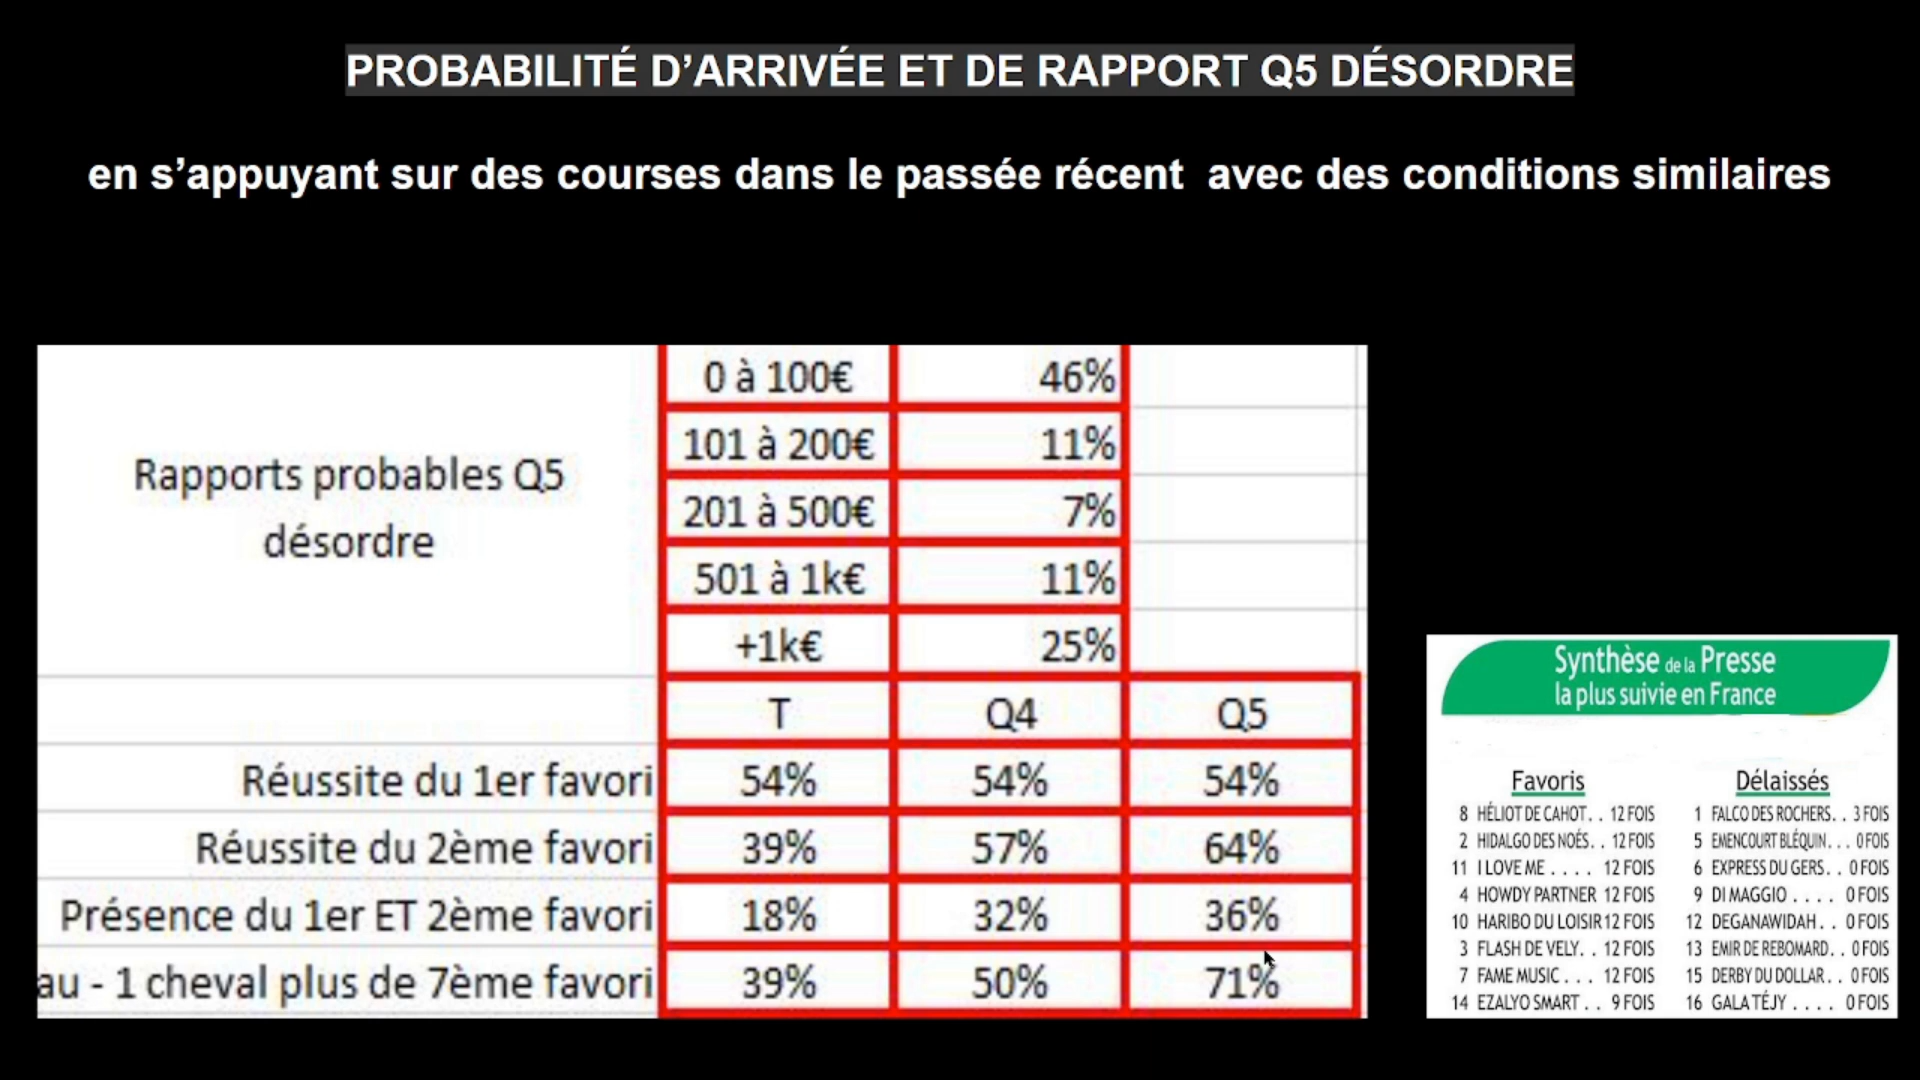 PROBABILITÉ D’ARRIVÉE ET DE RAPPORT Q5 DÉSORDRE
en s’appuyant sur des courses dans le passée récent avec des conditions similaires
Rapports probables Q5
désordre
0 à 100€ 46%
101 à 200€ 11%
201 à 500€ 7%
501 à 1k€ 11%
+1k€ 25%
T Q4 Q5
Réussite du 1er favori 54% 54% 54%
Réussite du 2ème favori 39% 57% 64%
Présence du 1er ET 2ème favori 18% 32% 36%
au - 1 cheval plus de 7ème favori 39% 50% 71%
Synthèse de la Presse
la plus suivie en France
Favoris
8 HÉLIOT DE CAHOT. . 12 FOIS
2 HIDALGO DES NOÉS. . 12 FOIS
11 I LOVE ME . . . . 12 FOIS
4 HOWDY PARTNER 12 FOIS
10 HARIBO DU LOISIR 12 FOIS
3 FLASH DE VELY. . 12 FOIS
7 FAME MUSIC . . . 12 FOIS
14 EZALYO SMART . . 9 FOIS
Délaissés
1 FALCO DES ROCHERS. . 3 FOIS
5 EMENCOURT BLÉQUIN. . . 0 FOIS
6 EXPRESS DU GERS. . 0 FOIS
9 DI MAGGIO . . . . 0 FOIS
12 DEGANAWIDAH. . 0 FOIS
13 EMIR DE REBOMARD. . 0 FOIS
15 DERBY DU DOLLAR. . 0 FOIS
16 GALA TÉJY . . . . 0 FOIS